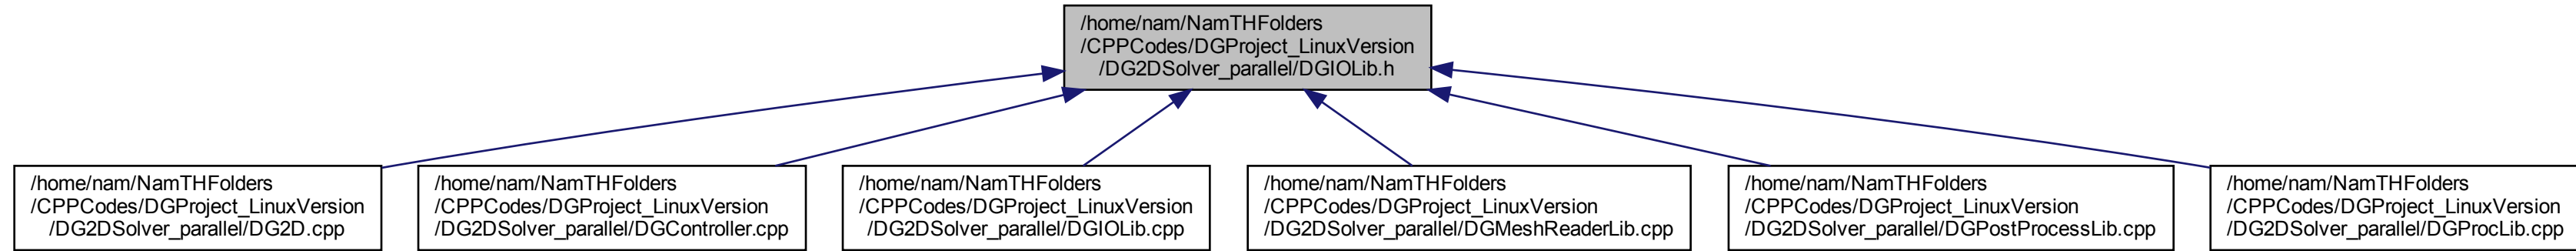 /home/nam/NamTHFolders
/CPPCodes/DGProject_LinuxVersion
/DG2DSolver_parallel/DGIOLib.h
/home/nam/NamTHFolders
/CPPCodes/DGProject_LinuxVersion
/DG2DSolver_parallel/DG2D.cpp
/home/nam/NamTHFolders
/CPPCodes/DGProject_LinuxVersion
/DG2DSolver_parallel/DGController.cpp
/home/nam/NamTHFolders
/CPPCodes/DGProject_LinuxVersion
/DG2DSolver_parallel/DGIOLib.cpp
/home/nam/NamTHFolders
/CPPCodes/DGProject_LinuxVersion
/DG2DSolver_parallel/DGMeshReaderLib.cpp
/home/nam/NamTHFolders
/CPPCodes/DGProject_LinuxVersion
/DG2DSolver_parallel/DGPostProcessLib.cpp
/home/nam/NamTHFolders
/CPPCodes/DGProject_LinuxVersion
/DG2DSolver_parallel/DGProcLib.cpp